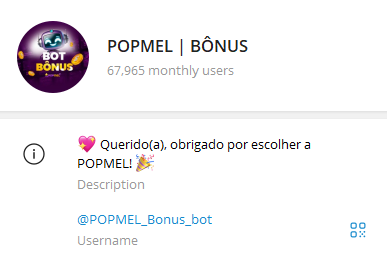 BOT
BÔNUS
POPMEL | BÔNUS
67,965 monthly users
💖 Querido(a), obrigado por escolher a
POPMEL! 🎉
Description
@POPMEL_Bonus_bot
Username